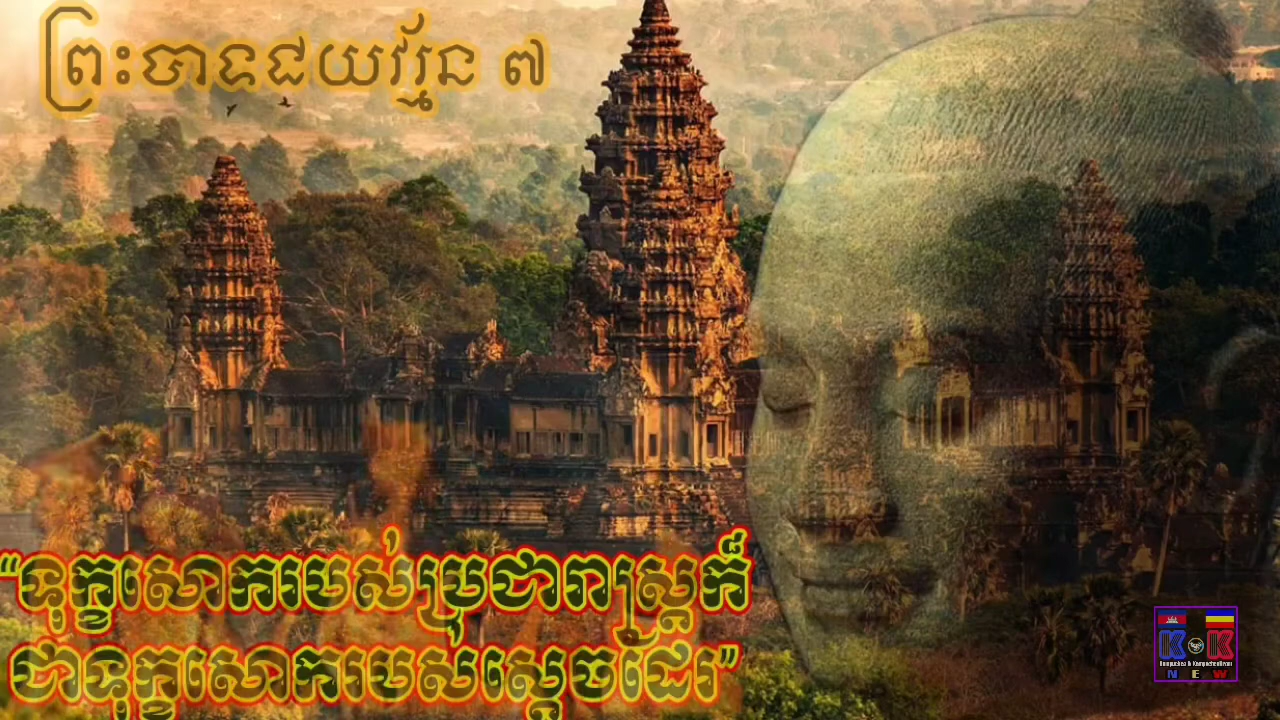 ព្រះបាទជយវរ្ម័ន ៧
“ទុក្ខសោករបស់ប្រុជារាស្ត្រក៏
ជាទុក្ខសោករបសស្តេចដែរ”
K K
Kampuchea & Kampucheakrom
N E W